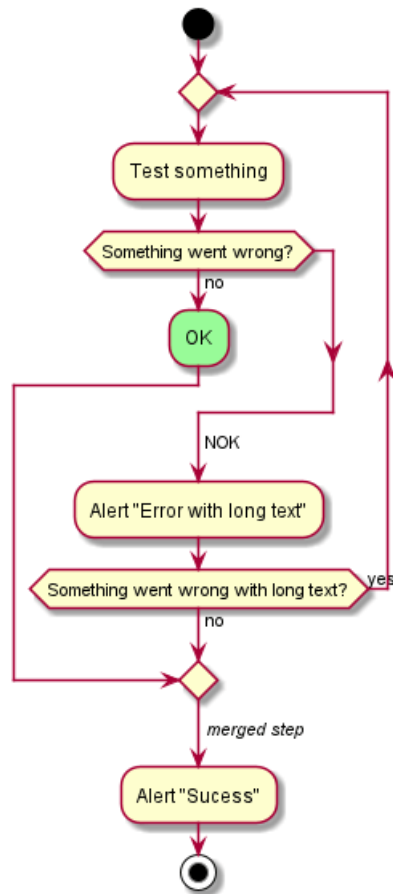 Test something
Something went wrong?
no
OK
NOK
Alert "Error with long text"
Something went wrong with long text?
yes
no
merged step
Alert "Sucess"